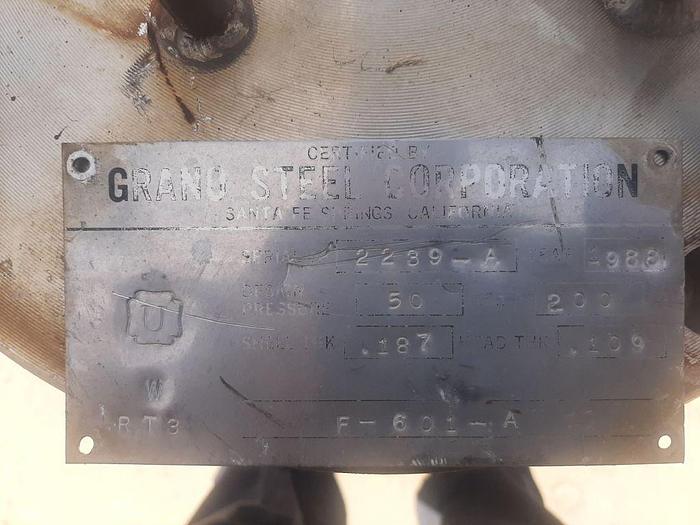 CERTIFIED BY
GRAND STEEL CORPORATION
SANTA FE SPRINGS CALIFORNIA
SERIAL 2289-A YEAR 1988
DESIGN
PRESSURE 50 200
U SHELL THK .187 HEAD THK .109
W
RT3 F-601-A